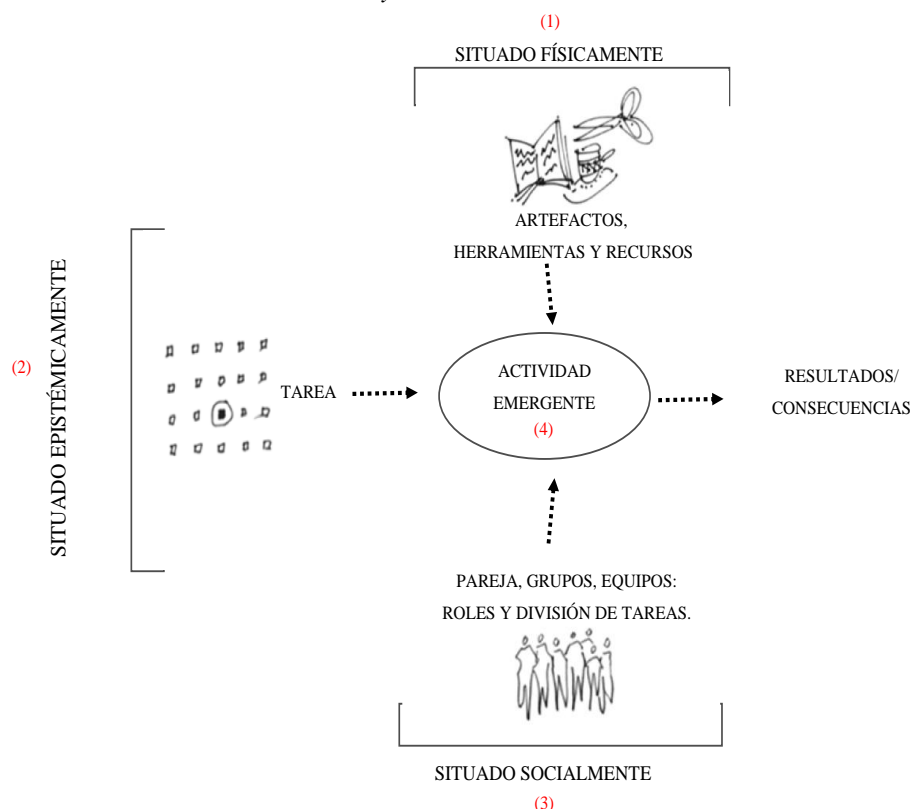 y
(1)
SITUADO FÍSICAMENTE
ARTEFACTOS,
HERRAMIENTAS Y RECURSOS
(2)
SITUADO EPISTÉMICAMENTE
TAREA
ACTIVIDAD
EMERGENTE
(4)
RESULTADOS/
CONSECUENCIAS
PAREJA, GRUPOS, EQUIPOS:
ROLES Y DIVISIÓN DE TAREAS.
SITUADO SOCIALMENTE
(3)